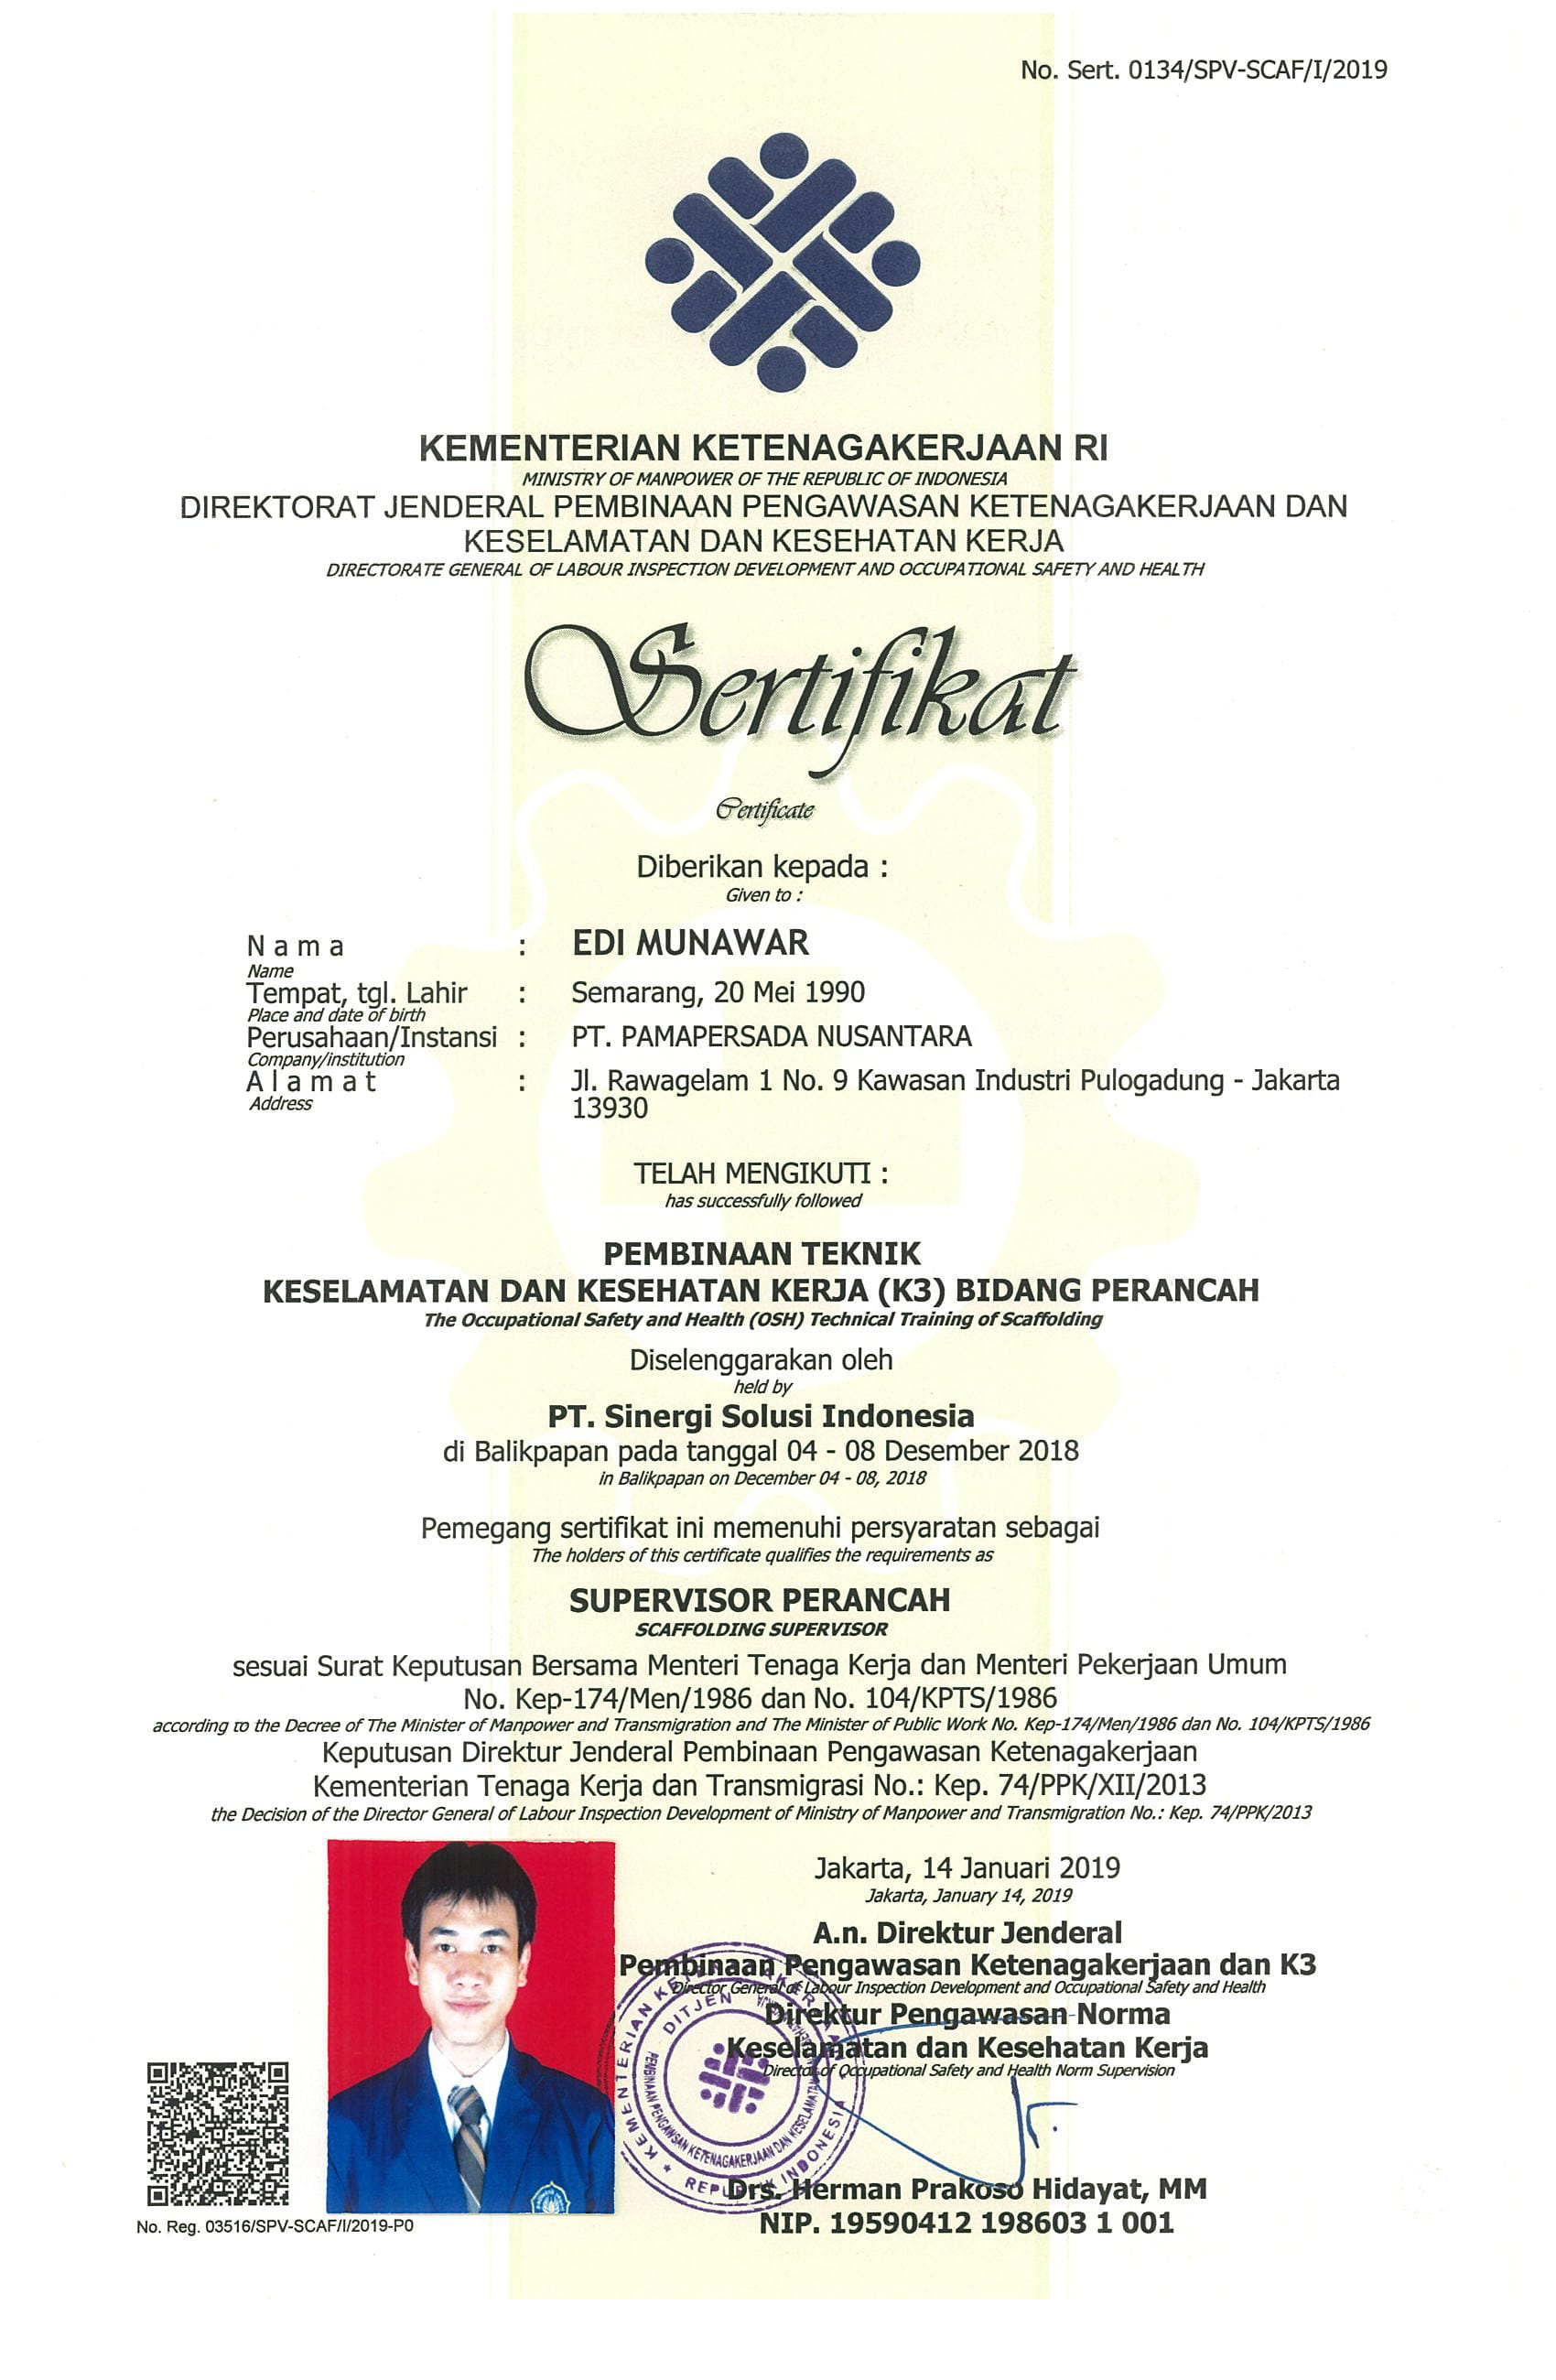 No. Sert. 0134/SPV-SCAF/I/2019
KEMENTERIAN KETENAGAKERJAAN RI
MINISTRY OF MANPOWER OF THE REPUBLIC OF INDONESIA
DIREKTORAT JENDERAL PEMBINAAN PENGAWASAN KETENAGAKERJAAN DAN
KESELAMATAN DAN KESEHATAN KERJA
DIRECTORATE GENERAL OF LABOUR INSPECTION DEVELOPMENT AND OCCUPATIONAL SAFETY AND HEALTH
Sertifikat
Certificate
Diberikan kepada :
Given to :
Nama : EDI MUNAWAR
Name
Tempat, tgl. Lahir : Semarang, 20 Mei 1990
Place and date of birth
Perusahaan/Instansi : PT. PAMAPERSADA NUSANTARA
Company/institution
Alamat : Jl. Rawagelam 1 No. 9 Kawasan Industri Pulogadung - Jakarta
Address
13930
TELAH MENGIKUTI :
has successfully followed
PEMBINAAN TEKNIK
KESELAMATAN DAN KESEHATAN KERJA (K3) BIDANG PERANCAH
The Occupational Safety and Health (OSH) Technical Training of Scaffolding
Diselenggarakan oleh
held by
PT. Sinergi Solusi Indonesia
di Balikpapan pada tanggal 04 - 08 Desember 2018
in Balikpapan on December 04 - 08, 2018
Pemegang sertifikat ini memenuhi persyaratan sebagai
The holders of this certificate qualifies the requirements as
SUPERVISOR PERANCAH
SCAFFOLDING SUPERVISOR
sesuai Surat Keputusan Bersama Menteri Tenaga Kerja dan Menteri Pekerjaan Umum
No. Kep-174/Men/1986 dan No. 104/KPTS/1986
according to the Decree of The Minister of Manpower and Transmigration and The Minister of Public Work No. Kep-174/Men/1986 dan No. 104/KPTS/1986
Keputusan Direktur Jenderal Pembinaan Pengawasan Ketenagakerjaan
Kementerian Tenaga Kerja dan Transmigrasi No.: Kep. 74/PPK/XII/2013
the Decision of the Director General of Labour Inspection Development of Ministry of Manpower and Transmigration No.: Kep. 74/PPK/2013
Jakarta, 14 Januari 2019
Jakarta, January 14, 2019
A.n. Direktur Jenderal
Pembinaan Pengawasan Ketenagakerjaan dan K3
Director General of Labour Inspection Development and Occupational Safety and Health
Direktur Pengawasan Norma
Keselamatan dan Kesehatan Kerja
Director of Occupational Safety and Health Norm Supervision
KEMENTERIAN KETENAGAKERJAAN
DITJEN
PEMBINAAN PENGAWSAN KETENAGAKERJAAN DAN KESELAMATAN
REPUBLIK INDONESIA
Drs. Herman Prakoso Hidayat, MM
NIP. 19590412 198603 1 001
No. Reg. 03516/SPV-SCAF/I/2019-P0